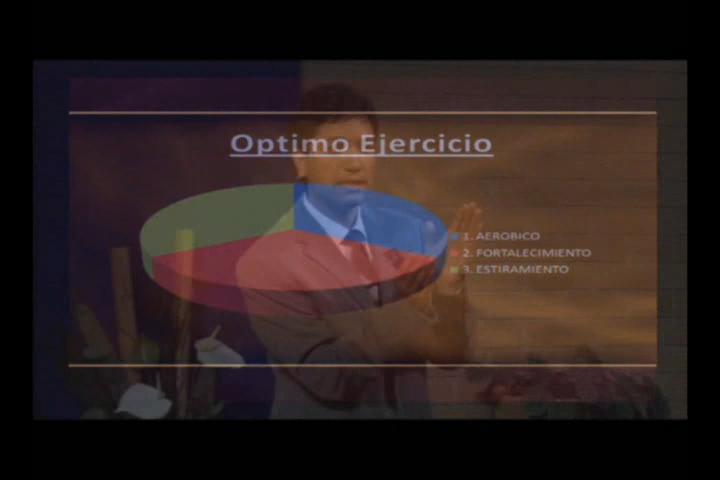 Optimo Ejercicio
1. AEROBICO
2. FORTALECIMIENTO
3. ESTIRAMIENTO